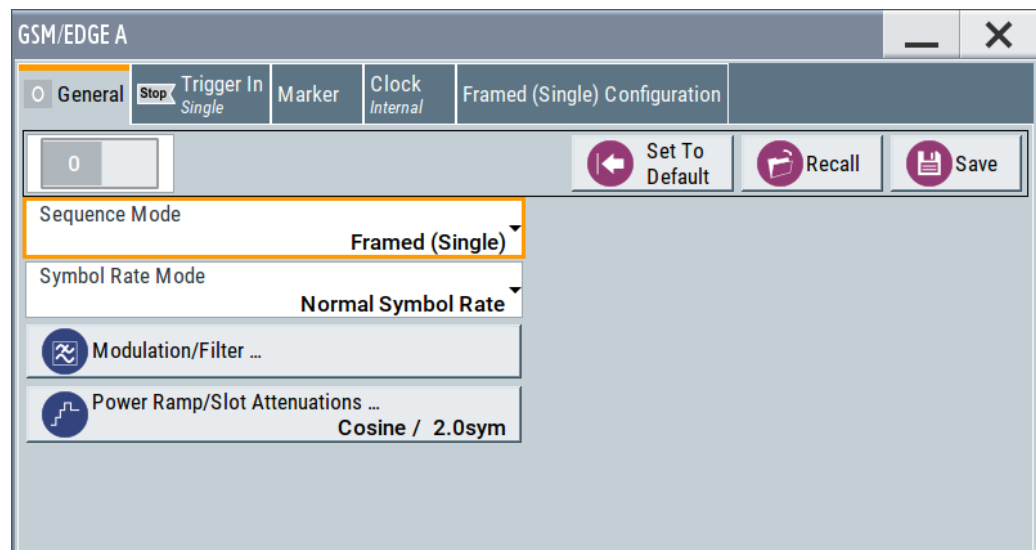 GSM/EDGE A
O General
Stop Trigger In
Single
Marker
Clock
Internal
Framed (Single) Configuration
0
Set To
Default
Recall
Save
Sequence Mode
Framed (Single)
Symbol Rate Mode
Normal Symbol Rate
Modulation/Filter ...
Power Ramp/Slot Attenuations ...
Cosine / 2.0sym